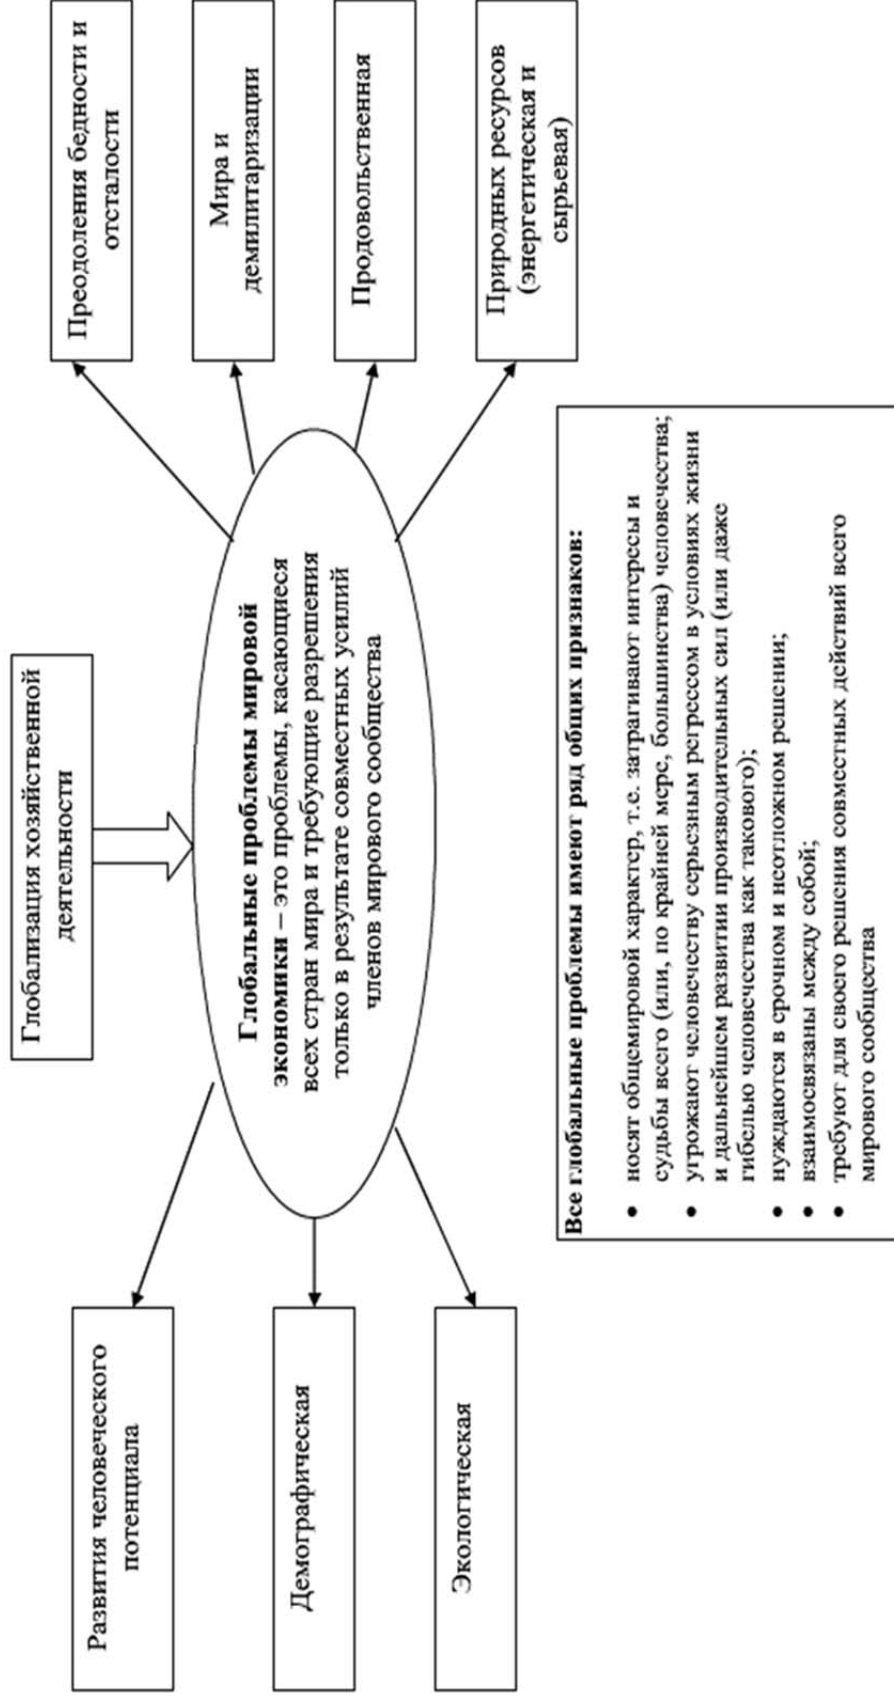 Глобализация хозяйственной
деятельности
Развития человеческого
потенциала
Демографическая
Экологическая
Глобальные проблемы мировой
экономики – это проблемы, касающиеся
всех стран мира и требующие разрешения
только в результате совместных усилий
членов мирового сообщества
Преодоления бедности и
отсталости
Мира и
демилитаризации
Продовольственная
Природных ресурсов
(энергетическая и
сырьевая)
Все глобальные проблемы имеют ряд общих признаков:
• носят общемировой характер, т.е. затрагивают интересы и
судьбы всего (или, по крайней мере, большинства) человечества;
• угрожают человечеству серьезным регрессом в условиях жизни
и дальнейшем развитии производительных сил (или даже
гибелью человечества как такового);
• нуждаются в срочном и неотложном решении;
• взаимосвязаны между собой;
• требуют для своего решения совместных действий всего
мирового сообщества